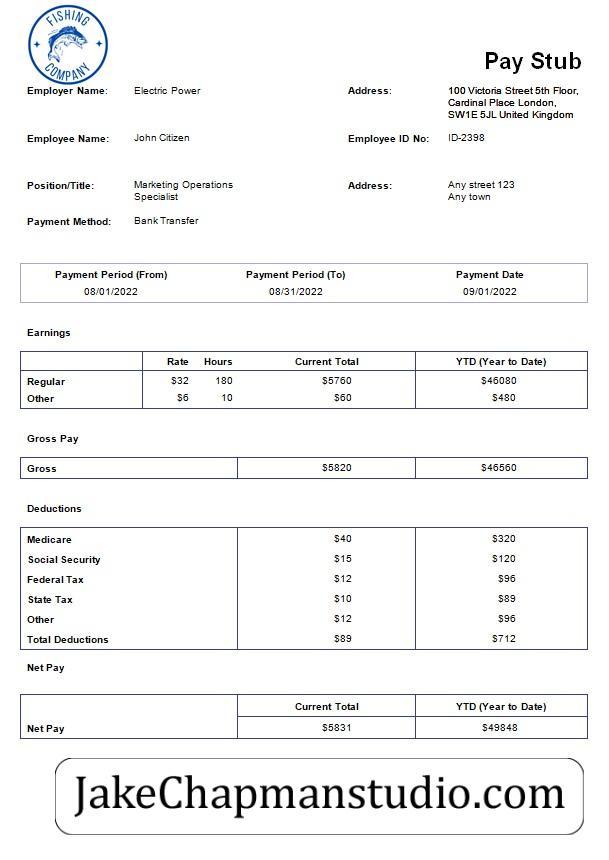 FISHING
COMPANY
Pay Stub
Employer Name: Electric Power Address: 100 Victoria Street 5th Floor,
Cardinal Place London,
SW1E 5JL United Kingdom
Employee Name: John Citizen Employee ID No: ID-2398
Position/Title: Marketing Operations Address: Any street 123
Specialist Any town
Payment Method: Bank Transfer
Payment Period (From) Payment Period (To) Payment Date
08/01/2022 08/31/2022 09/01/2022
Earnings
Rate Hours Current Total YTD (Year to Date)
Regular $32 180 $5760 $46080
Other $6 10 $60 $480
Gross Pay
Gross $5820 $46560
Deductions
Medicare $40 $320
Social Security $15 $120
Federal Tax $12 $96
State Tax $10 $89
Other $12 $96
Total Deductions $89 $712
Net Pay
Current Total YTD (Year to Date)
Net Pay $5831 $49848
JakeChapmanstudio.com